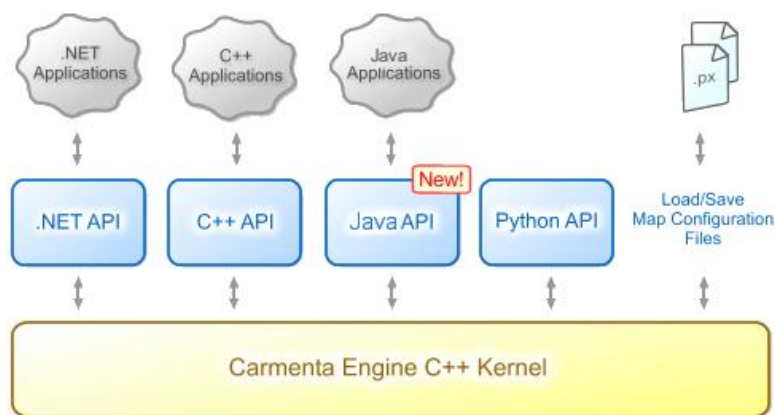 .NET
Applications
C++
Applications
Java
Applications
.px
New!
.NET API
C++ API
Java API
Python API
Load/Save
Map Configuration
Files
Carmenta Engine C++ Kernel